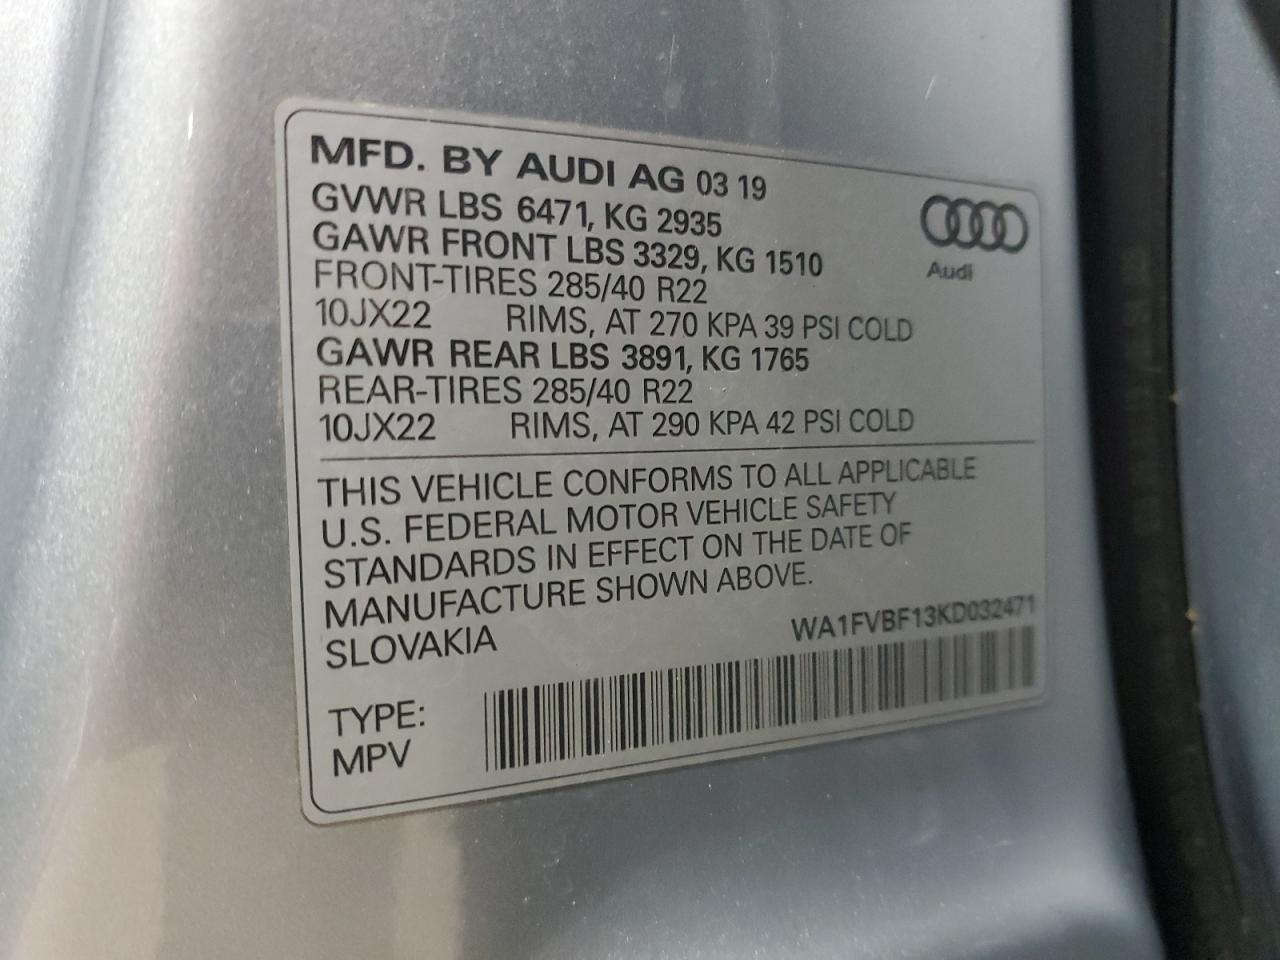 MFD. BY AUDI AG 03 19
GVWR LBS 6471, KG 2935
GAWR FRONT LBS 3329, KG 1510
FRONT-TIRES 285/40 R22
10JX22 RIMS, AT 270 KPA 39 PSI COLD
GAWR REAR LBS 3891, KG 1765
REAR-TIRES 285/40 R22
10JX22 RIMS, AT 290 KPA 42 PSI COLD
Audi
THIS VEHICLE CONFORMS TO ALL APPLICABLE
U.S. FEDERAL MOTOR VEHICLE SAFETY
STANDARDS IN EFFECT ON THE DATE OF
MANUFACTURE SHOWN ABOVE.
SLOVAKIA
WA1FVBF13KD032471
TYPE:
MPV